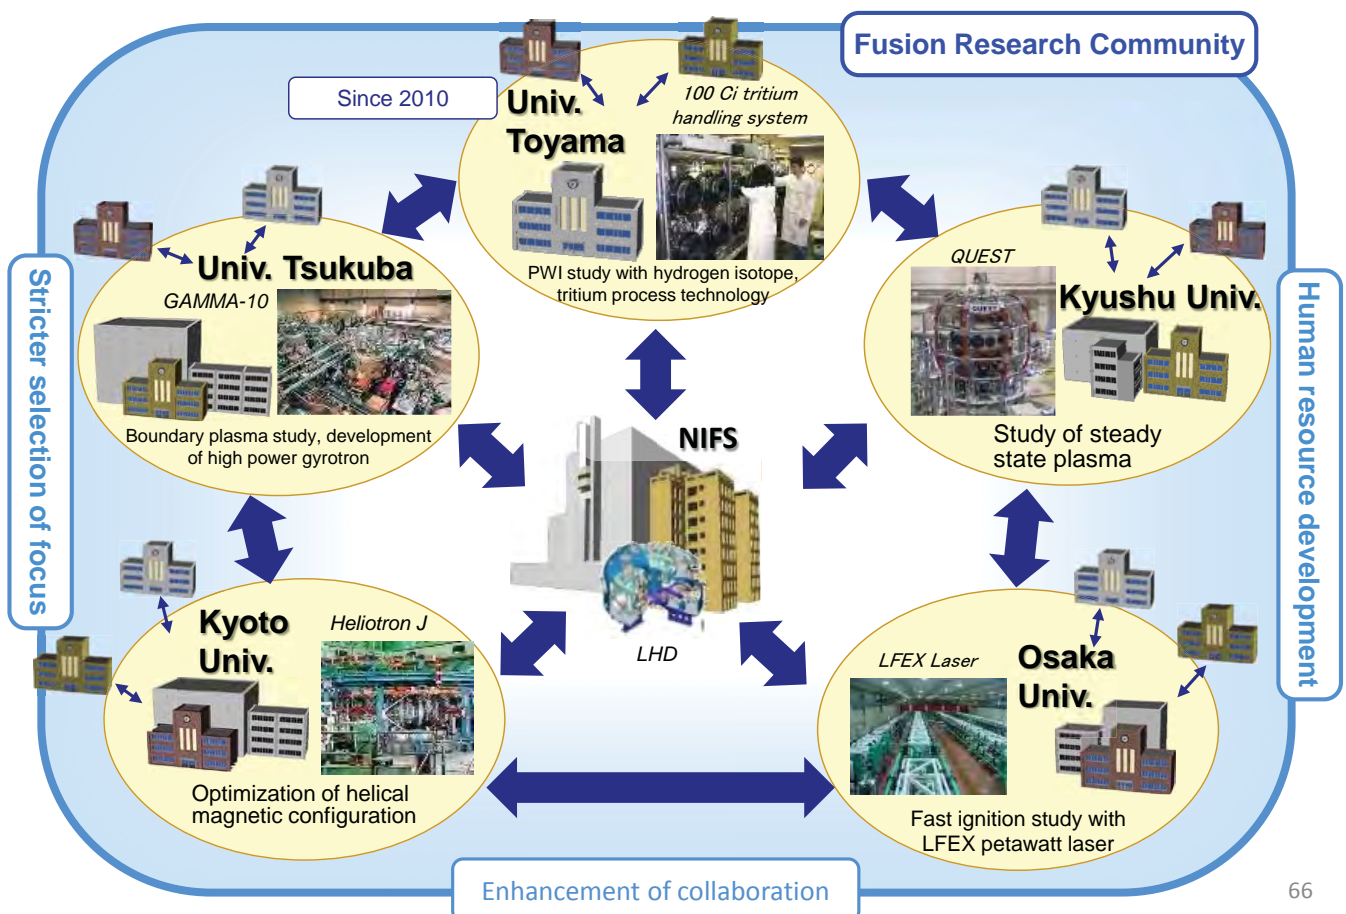 Fusion Research Community
Since 2010
Univ.
Toyama
100 Ci tritium
handling system
PWI study with hydrogen isotope,
tritium process technology
Univ. Tsukuba
GAMMA-10
Boundary plasma study, development
of high power gyrotron
QUEST
Kyushu Univ.
QUEST
Study of steady
state plasma
Stricter selection of focus
Human resource development
NIFS
LHD
Kyoto
Univ.
Heliotron J
Optimization of helical
magnetic configuration
LFEX Laser
Osaka
Univ.
Fast ignition study with
LFEX petawatt laser
Enhancement of collaboration
66